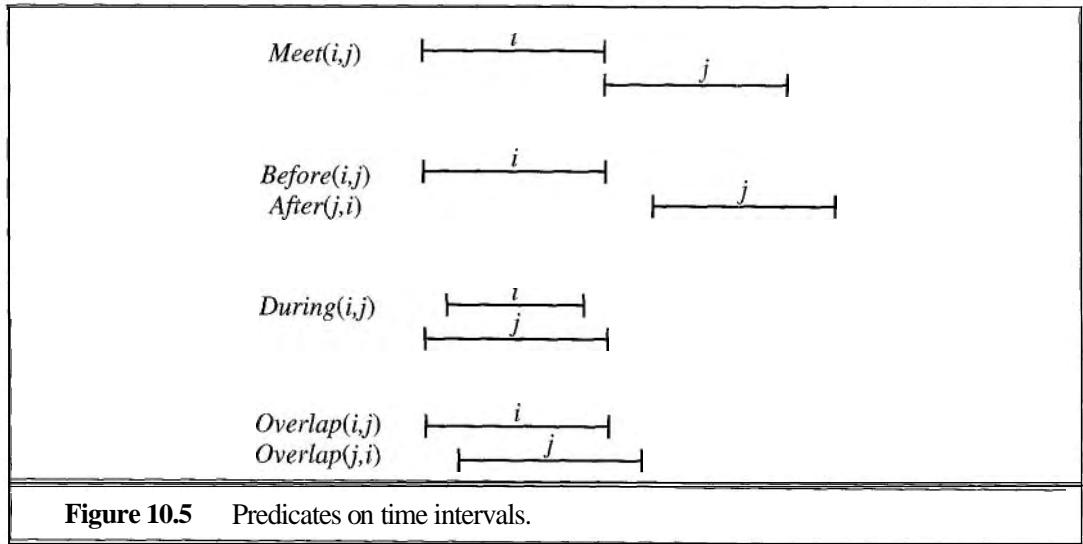 Meet(i,j)
ı
j
Before(i,j)
i
After(j,i)
j
During(i,j)
ı
j
Overlap(i,j)
i
Overlap(j,i)
j
Figure 10.5 Predicates on time intervals.